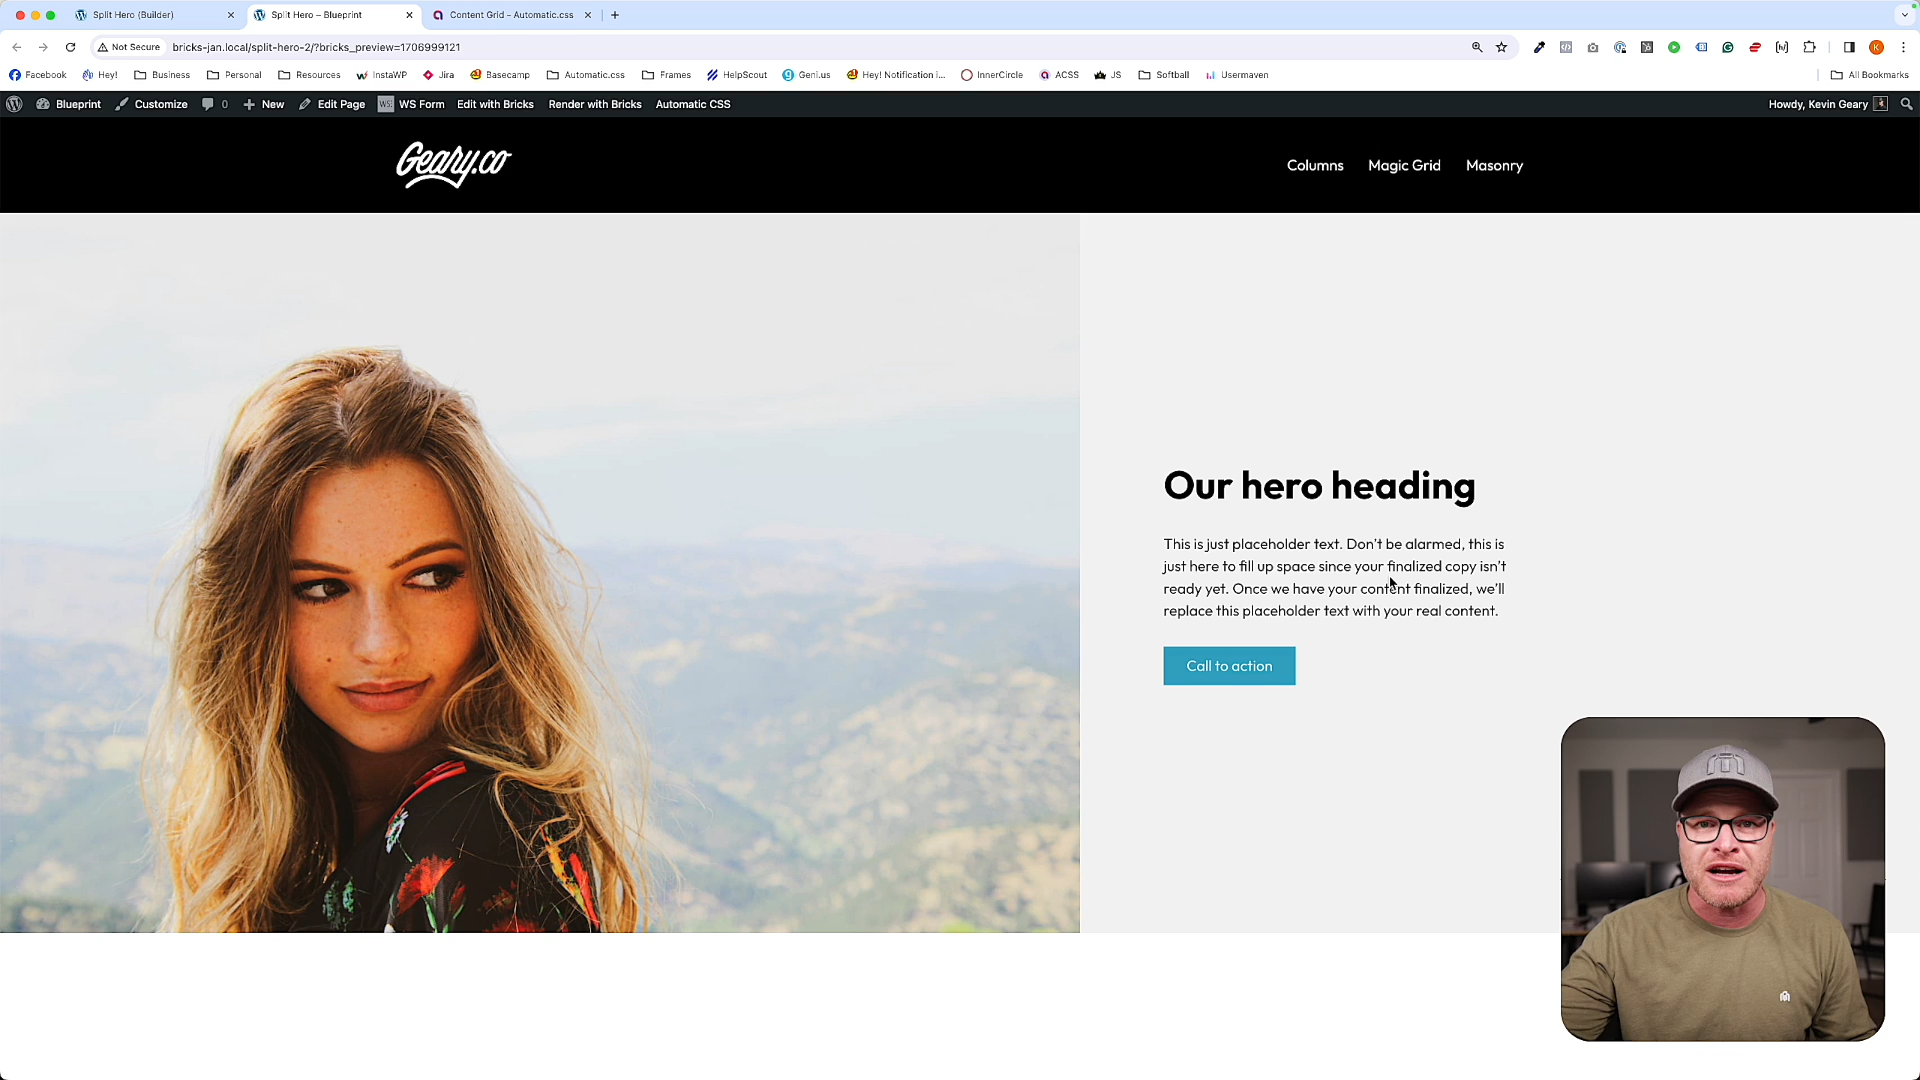 Split Hero (Builder)
Split Hero – Blueprint
Content Grid - Automatic.css
Not Secure
bricks-jan.local/split-hero-2/?bricks_preview=1706999121
Facebook
Hey!
Business
Personal
Resources
InstaWP
Jira
Basecamp
Automatic.css
Frames
HelpScout
Geni.us
Hey! Notification i...
InnerCircle
ACSS
JS
Softball
Usermaven
All Bookmarks
Blueprint
Customize
0
New
Edit Page
WS Form
Edit with Bricks
Render with Bricks
Automatic CSS
Howdy, Kevin Geary
Geary.co
Columns
Magic Grid
Masonry
Our hero heading
This is just placeholder text. Don't be alarmed, this is
just here to fill up space since your finalized copy isn't
ready yet. Once we have your content finalized, we'll
replace this placeholder text with your real content.
Call to action